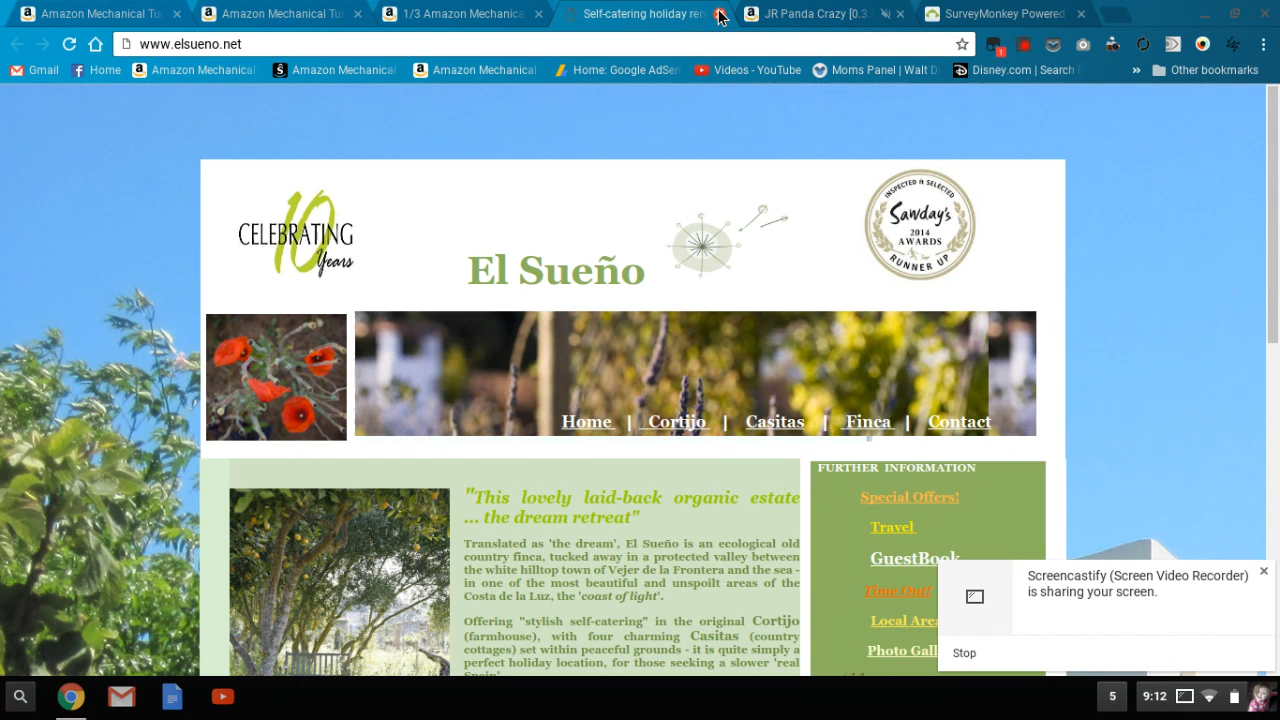 Amazon Mechanical Tu
Amazon Mechanical Tu
1/3 Amazon Mechanica
Self-catering holiday ren
JR Panda Crazy [0.3.
SurveyMonkey Powered
www.elsueno.net
Gmail
Home
Amazon Mechanical
Amazon Mechanical
Amazon Mechanical
Home: Google AdSen
Videos - YouTube
Moms Panel | Walt D
Disney.com | Search
»
Other bookmarks
CELEBRATING
10
Years
El Sueño
INSPECTED & SELECTED
Sawday's
2014
AWARDS
RUNNER UP
Home | Cortijo | Casitas | Finca | Contact
"This lovely laid-back organic estate
... the dream retreat"
Translated as 'the dream', El Sueño is an ecological old
country finca, tucked away in a protected valley between
the white hilltop town of Vejer de la Frontera and the sea -
in one of the most beautiful and unspoilt areas of the
Costa de la Luz, the 'coast of light'.
Offering "stylish self-catering" in the original Cortijo
(farmhouse), with four charming Casitas (country
cottages) set within peaceful grounds - it is quite simply a
perfect holiday location, for those seeking a slower 'real
Spain'.
FURTHER INFORMATION
Special Offers!
Travel
GuestBook
Time Out!
Local Area
Photo Gall
Screencastify (Screen Video Recorder)
is sharing your screen.
Stop
5
9:12